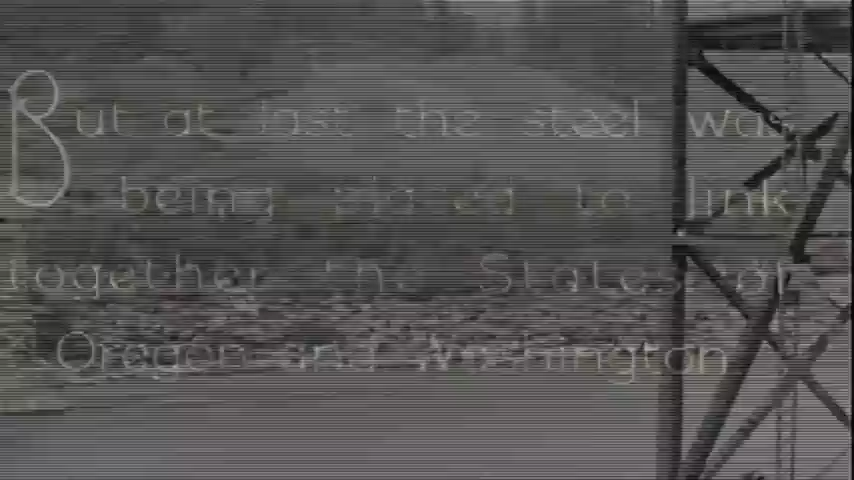 But at last the steel was
being placed to link
together the States of
Oregon and Washington